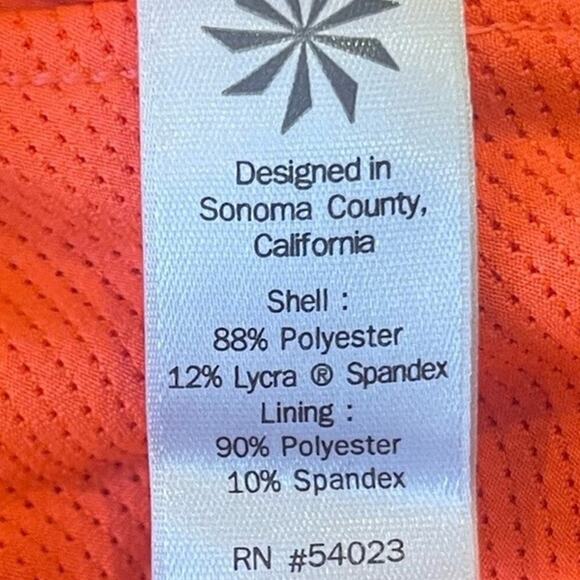 Designed in
Sonoma County,
California
Shell :
88% Polyester
12% Lycra ® Spandex
Lining :
90% Polyester
10% Spandex
RN #54023